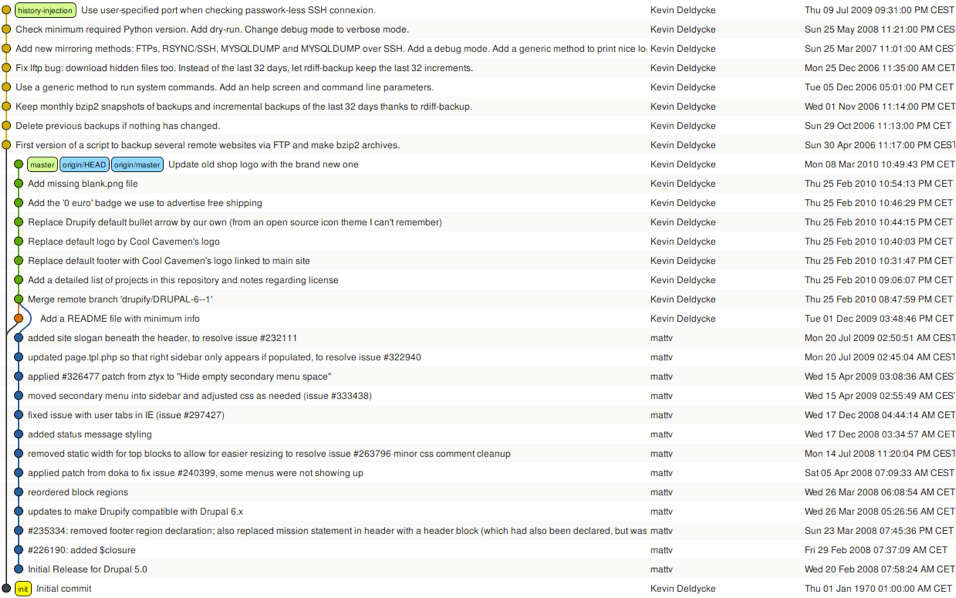 history-injection Use user-specified port when checking passwork-less SSH connexion. Kevin Deldycke Thu 09 Jul 2009 09:31:00 PM CEST
Check minimum required Python version. Add dry-run. Change debug mode to verbose mode. Kevin Deldycke Sun 25 May 2008 11:21:00 PM CES
Add new mirroring methods: FTPs, RSYNC/SSH, MYSQLDUMP and MYSQLDUMP over SSH. Add a debug mode. Add a generic method to print nice lo Kevin Deldycke Sun 25 Mar 2007 11:01:00 AM CES
Fix lftp bug: download hidden files too. Instead of the last 32 days, let rdiff-backup keep the last 32 increments. Kevin Deldycke Mon 25 Dec 2006 11:35:00 AM CET
Use a generic method to run system commands. Add an help screen and command line parameters. Kevin Deldycke Tue 05 Dec 2006 05:01:00 PM CET
Keep monthly bzip2 snapshots of backups and incremental backups of the last 32 days thanks to rdiff-backup. Kevin Deldycke Wed 01 Nov 2006 11:14:00 PM CET
Delete previous backups if nothing has changed. Kevin Deldycke Sun 29 Oct 2006 11:13:00 PM CET
First version of a script to backup several remote websites via FTP and make bzip2 archives. Kevin Deldycke Sun 30 Apr 2006 11:17:00 PM CEST
master origin/HEAD origin/master Update old shop logo with the brand new one Kevin Deldycke Mon 08 Mar 2010 10:49:43 PM CET
Add missing blank.png file Kevin Deldycke Thu 25 Feb 2010 10:54:13 PM CET
Add the '0 euro' badge we use to advertise free shipping Kevin Deldycke Thu 25 Feb 2010 10:46:29 PM CET
Replace Drupify default bullet arrow by our own (from an open source icon theme I can't remember) Kevin Deldycke Thu 25 Feb 2010 10:44:15 PM CET
Replace default logo by Cool Cavemen's logo Kevin Deldycke Thu 25 Feb 2010 10:40:03 PM CET
Replace default footer with Cool Cavemen's logo linked to main site Kevin Deldycke Thu 25 Feb 2010 10:31:47 PM CET
Add a detailed list of projects in this repository and notes regarding license Kevin Deldycke Thu 25 Feb 2010 09:06:07 PM CET
Merge remote branch 'drupify/DRUPAL-6--1' Kevin Deldycke Thu 25 Feb 2010 08:47:59 PM CET
Add a README file with minimum info Kevin Deldycke Tue 01 Dec 2009 03:48:46 PM CET
added site slogan beneath the header, to resolve issue #232111 mattv Mon 20 Jul 2009 02:50:51 AM CEST
updated page.tpl.php so that right sidebar only appears if populated, to resolve issue #322940 mattv Mon 20 Jul 2009 02:45:04 AM CEST
applied #326477 patch from ztyx to "Hide empty secondary menu space" mattv Wed 15 Apr 2009 03:08:36 AM CES
moved secondary menu into sidebar and adjusted css as needed (issue #333438) mattv Wed 15 Apr 2009 02:55:49 AM CES
fixed issue with user tabs in IE (issue #297427) mattv Wed 17 Dec 2008 04:44:14 AM CET
added status message styling mattv Wed 17 Dec 2008 03:34:57 AM CET
removed static width for top blocks to allow for easier resizing to resolve issue #263796 minor css comment cleanup mattv Mon 14 Jul 2008 11:20:04 PM CEST
applied patch from doka to fix issue #240399, some menus were not showing up mattv Sat 05 Apr 2008 07:09:33 AM CEST
reordered block regions mattv Wed 26 Mar 2008 06:08:54 AM CET
updates to make Drupify compatible with Drupal 6.x mattv Wed 26 Mar 2008 05:26:56 AM CET
#235334: removed footer region declaration; also replaced mission statement in header with a header block (which had also been declared, but was mattv Sun 23 Mar 2008 07:45:36 PM CET
#226190: added $closure mattv Fri 29 Feb 2008 07:37:09 AM CET
Initial Release for Drupal 5.0 mattv Wed 20 Feb 2008 07:58:24 AM CET
init Initial commit Kevin Deldycke Thu 01 Jan 1970 01:00:00 AM CET